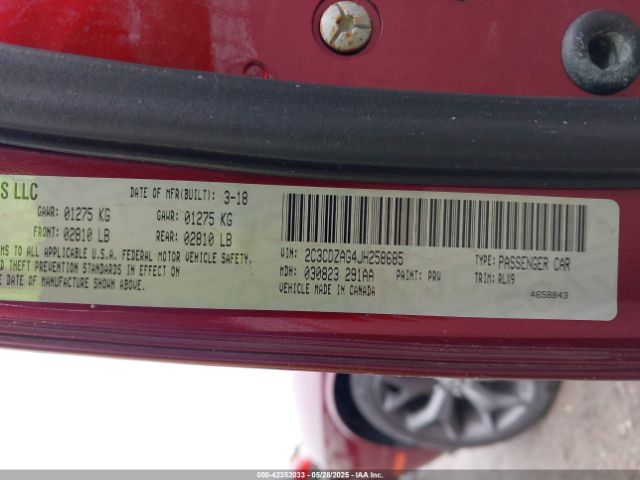 S LLC
DATE OF MFR(BUILT): 3-18
GAWR: 01275 KG GAWR: 01275 KG
FRONT: 02810 LB REAR: 02810 LB
MS TO ALL APPLICABLE U.S.A. FEDERAL MOTOR VEHICLE SAFETY,
D THEFT PREVENTION STANDARDS IN EFFECT ON
E DATE OF MANUFACTURE SHOWN ABOVE.
VIN: 2C3CDZAG4JH258685 TYPE: PASSENGER CAR
MDH: 030823 291AA PAINT: PRV TRIM: RLX9
VEHICLE MADE IN CANADA
4658843
000-42352033 — 05/28/2025 — IAA Inc.